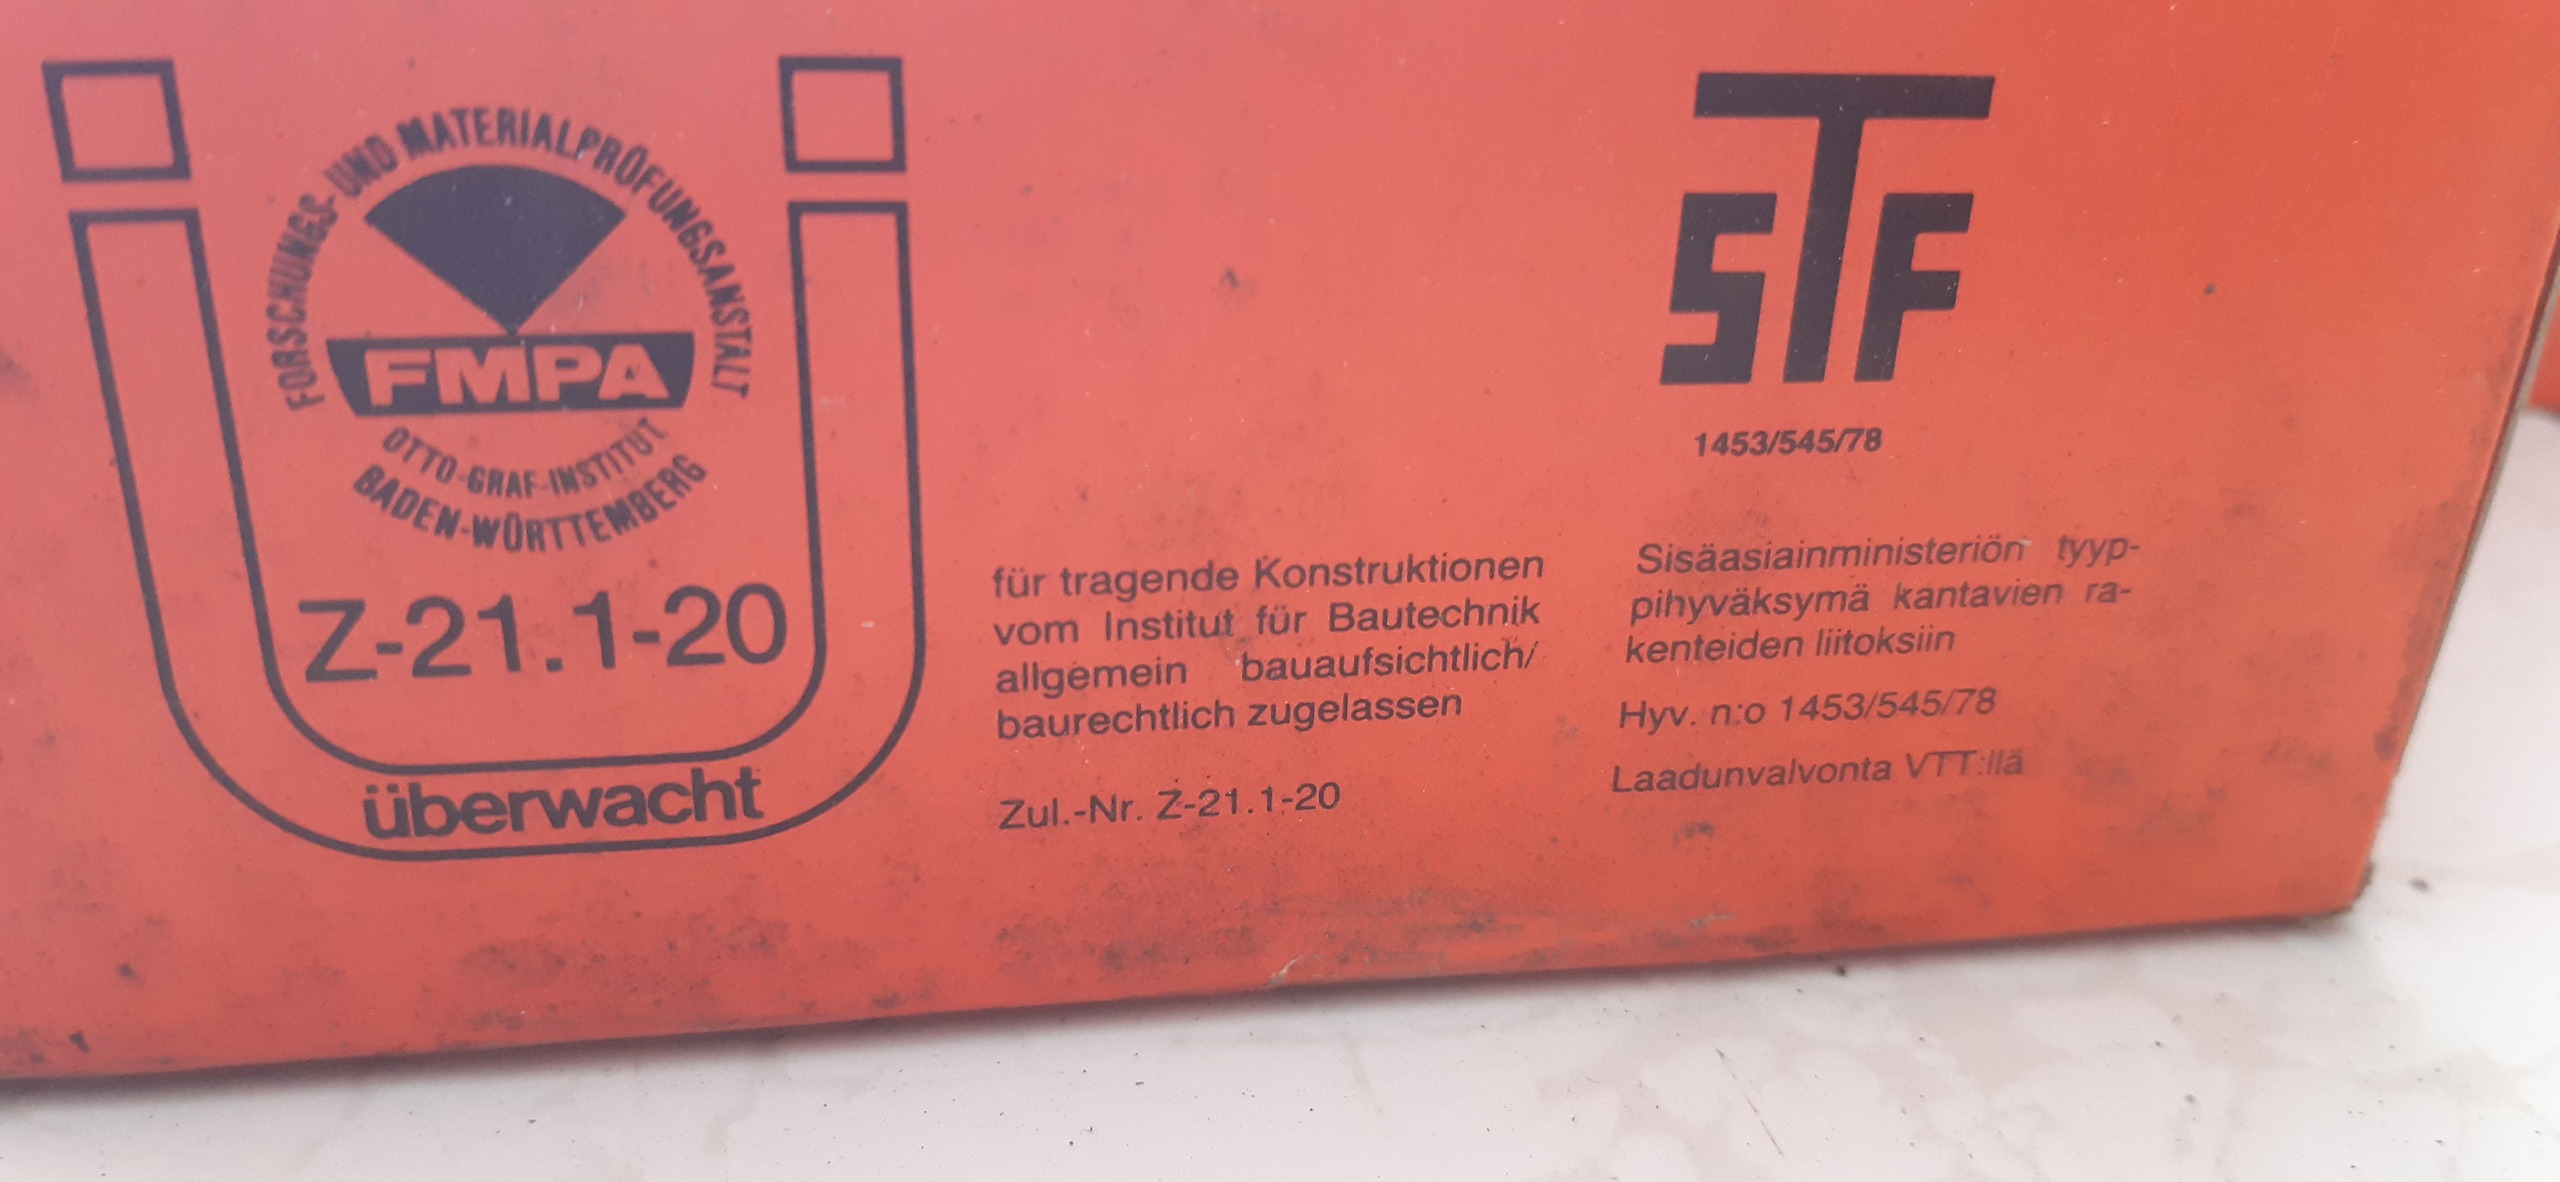 FORSCHUNGS- UND MATERIALPRÜFUNGSANSTALT
FMPA
OTTO-GRAF-INSTITUT
BADEN-WÜRTTEMBERG
Z-21.1-20
überwacht
für tragende Konstruktionen
vom Institut für Bautechnik
allgemein bauaufsichtlich/
baurechtlich zugelassen
Zul.-Nr. Z-21.1-20
STF
1453/545/78
Sisäasiainministeriön tyyp-
pihyväksymä kantavien ra-
kenteiden liitoksiin
Hyv. n:o 1453/545/78
Laadunvalvonta VTT:llä